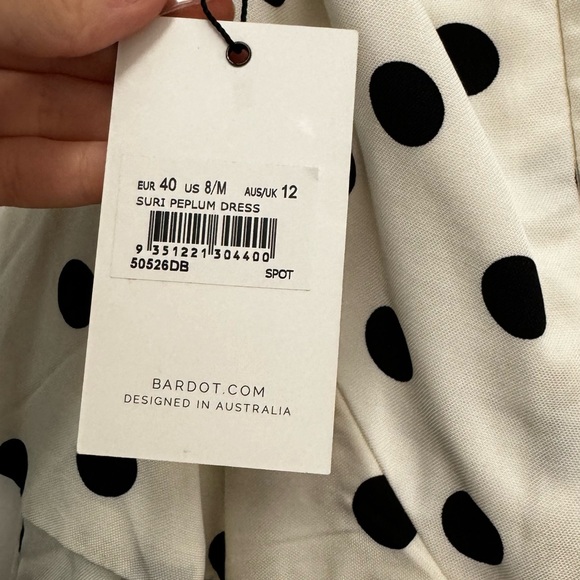 EUR 40 US 8/M AUS/UK 12
SURI PEPLUM DRESS
9 351221 304400
50526DB
SPOT
BARDOT.COM
DESIGNED IN AUSTRALIA